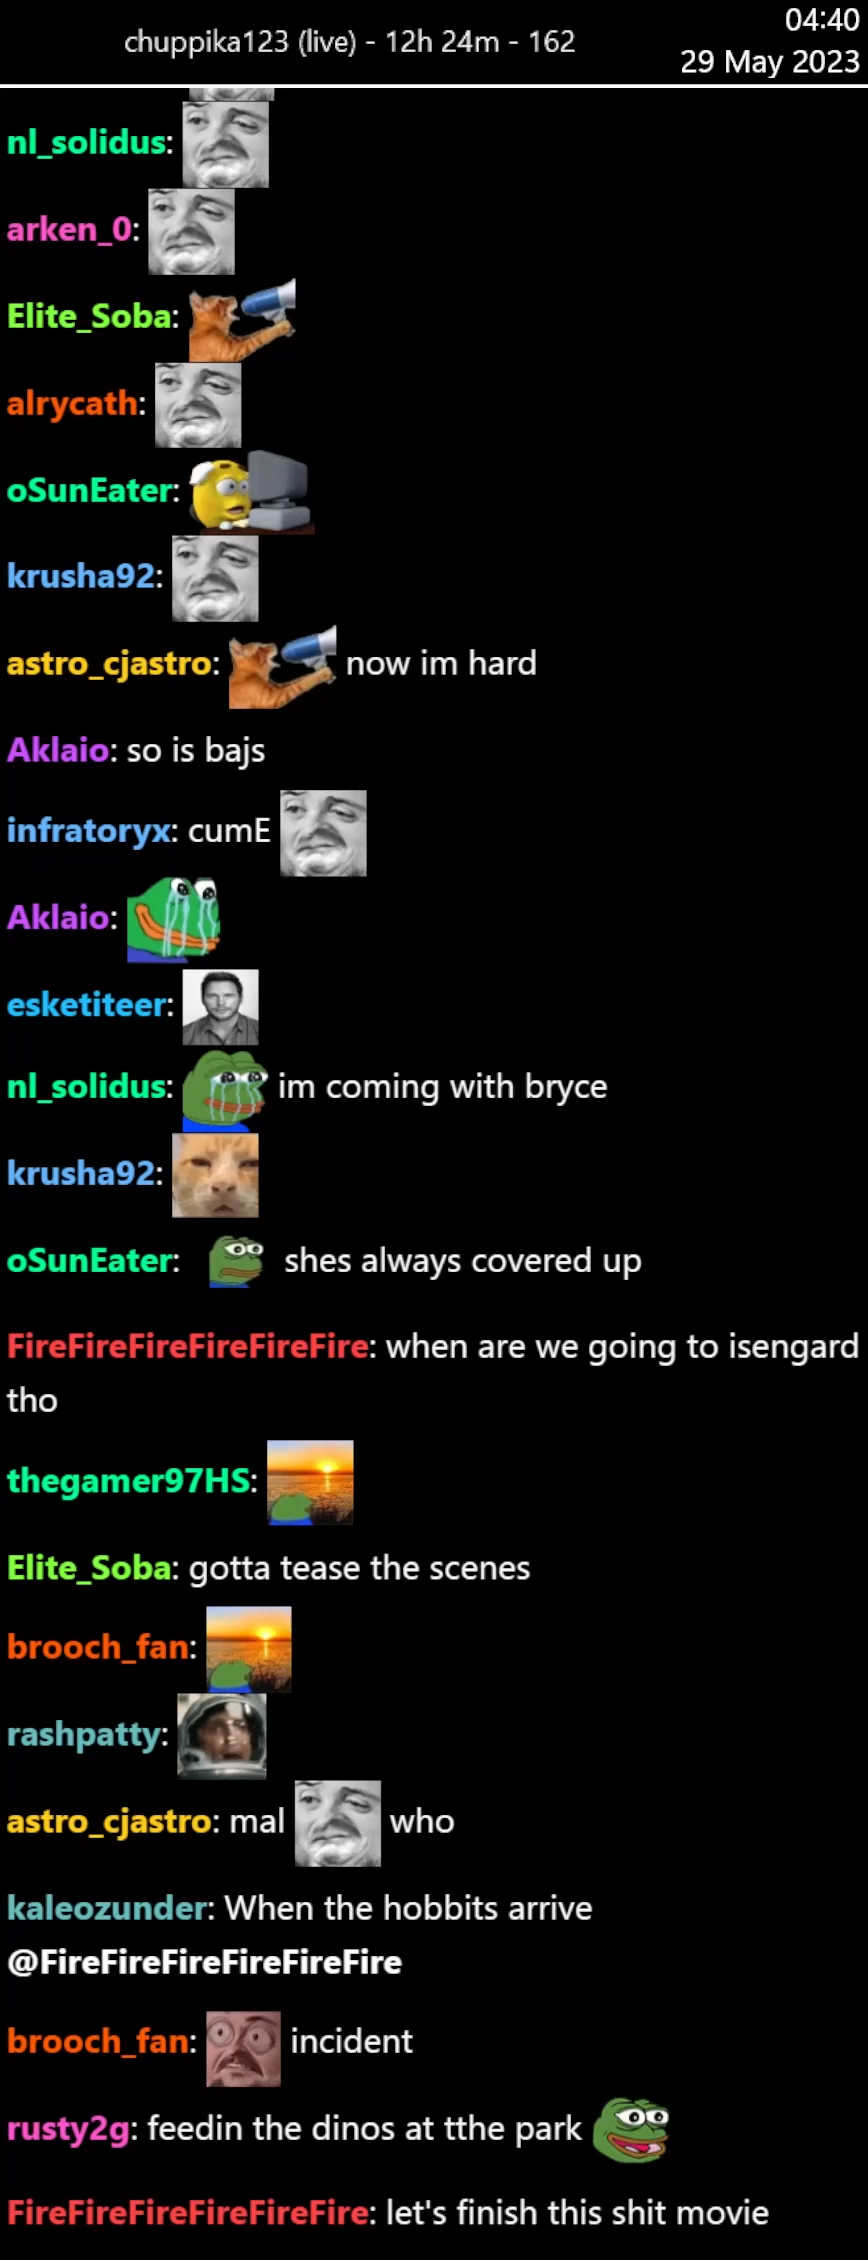 04:40
chuppika123 (live) - 12h 24m - 162
29 May 2023
nl_solidus:
arken_0:
Elite_Soba:
alrycath:
oSunEater:
krusha92:
astro_cjastro: now im hard
Aklaio: so is bajs
infratoryx: cumE
Aklaio:
esketiteer:
nl_solidus: im coming with bryce
krusha92:
oSunEater: shes always covered up
FireFireFireFireFireFire: when are we going to isengard
tho
thegamer97HS:
Elite_Soba: gotta tease the scenes
brooch_fan:
rashpatty:
astro_cjastro: mal who
kaleozunder: When the hobbits arrive
@FireFireFireFireFireFire
brooch_fan: incident
rusty2g: feedin the dinos at tthe park
FireFireFireFireFireFire: let's finish this shit movie